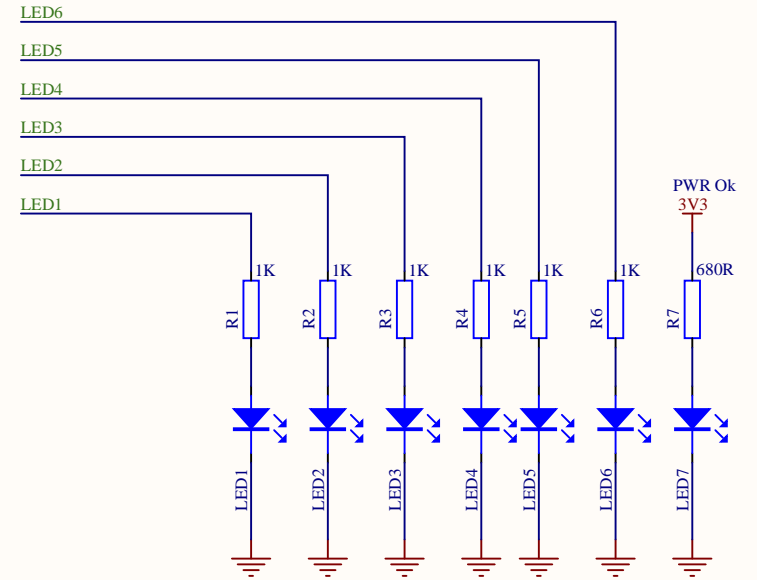 LED6
LED5
LED4
LED3
LED2
LED1
PWR Ok
3V3
1K
1K
1K
1K
1K
1K
680R
R1
R2
R3
R4
R5
R6
R7
LED1
LED2
LED3
LED4
LED5
LED6
LED7